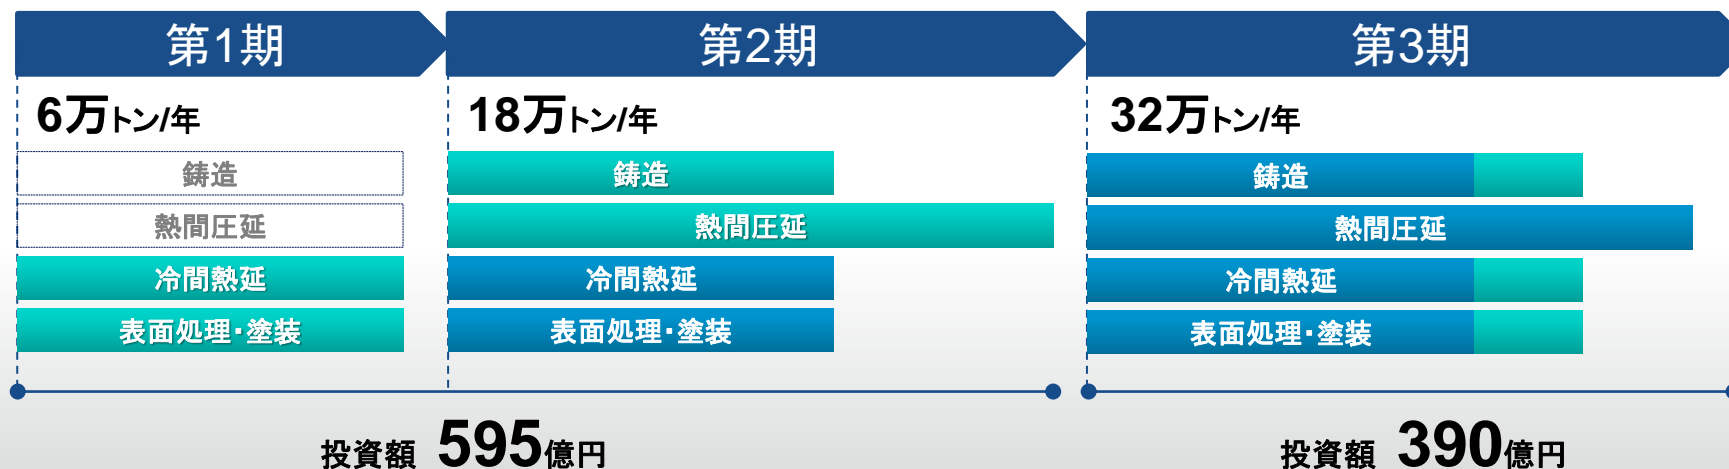 第1期
第2期
第3期
6万トン/年
18万トン/年
32万トン/年
鋳造
鋳造
鋳造
熱間圧延
熱間圧延
熱間圧延
冷間熱延
冷間熱延
冷間熱延
表面処理・塗装
表面処理・塗装
表面処理・塗装
投資額 595億円
投資額 390億円